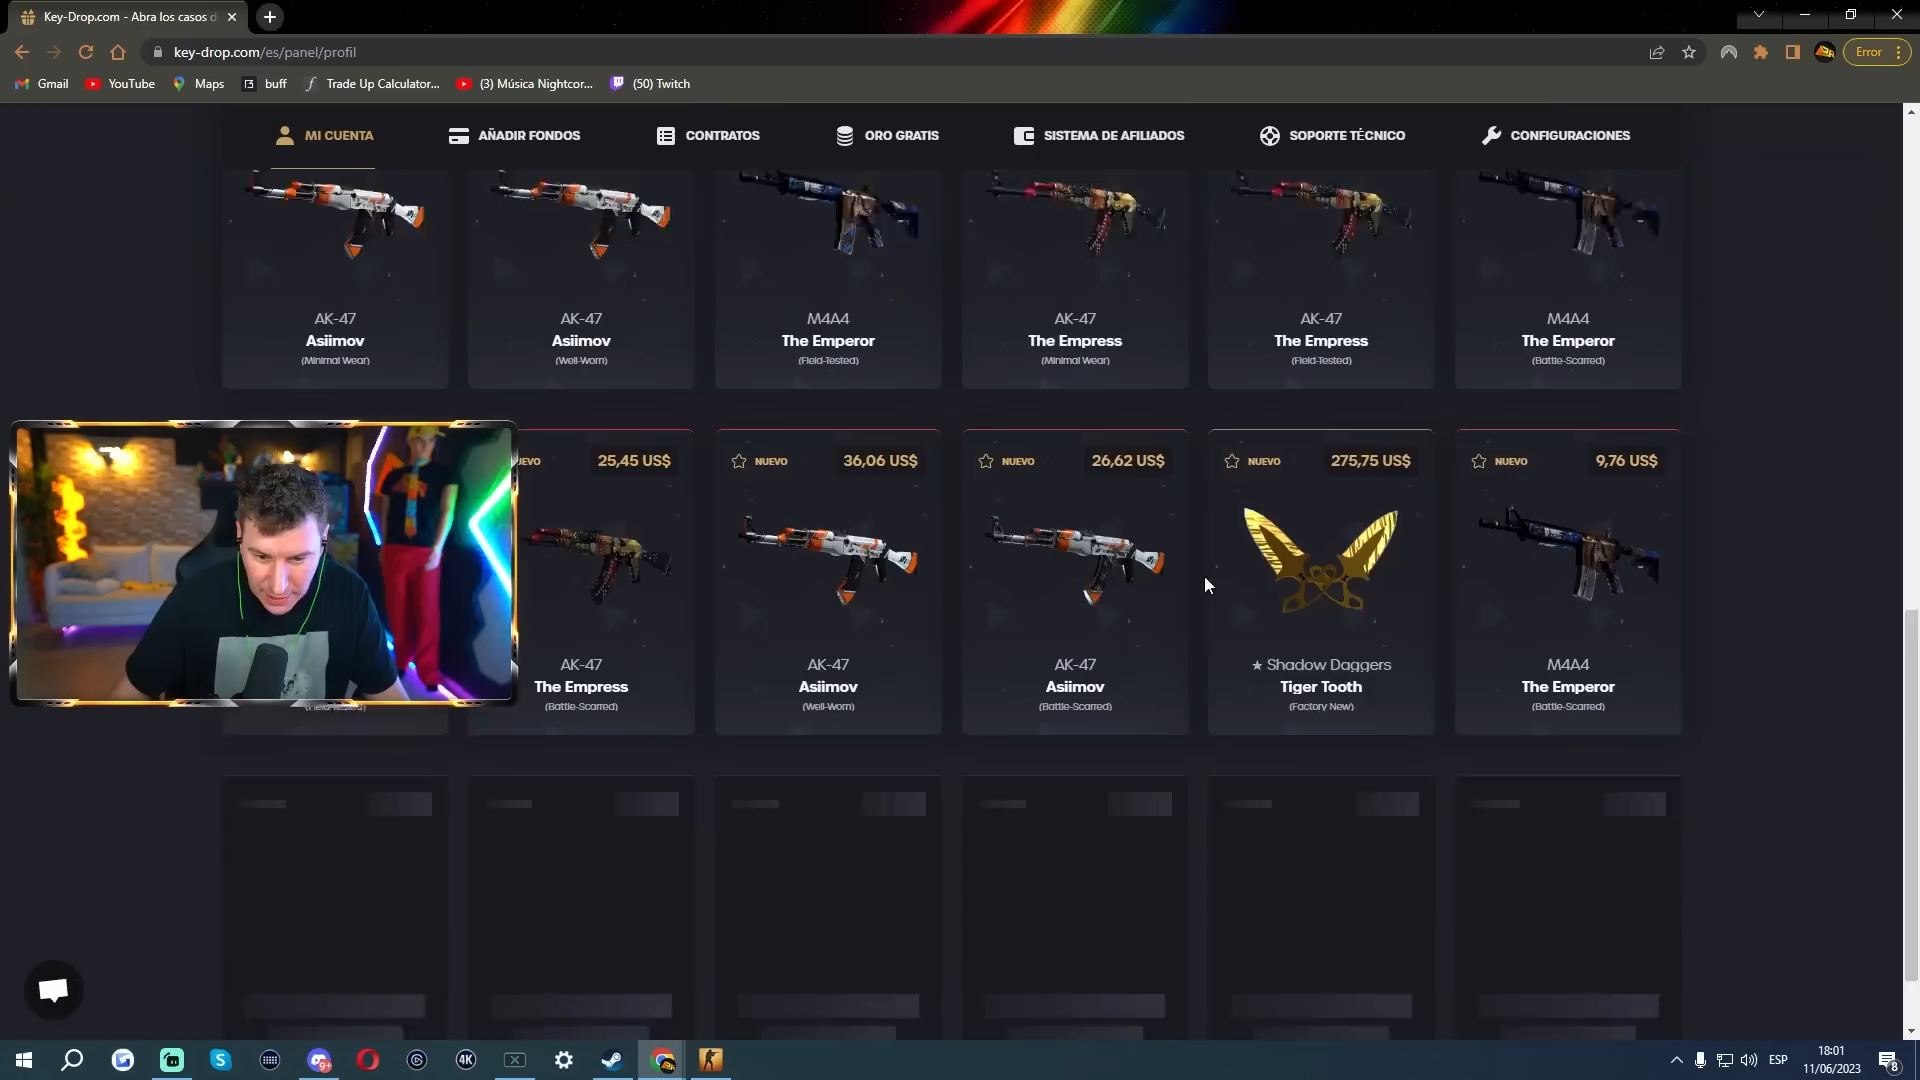 Key-Drop.com - Abra los casos d
key-drop.com/es/panel/profil
Error
Gmail
YouTube
Maps
buff
Trade Up Calculator...
(3) Música Nightcor...
(50) Twitch
MI CUENTA
AÑADIR FONDOS
CONTRATOS
ORO GRATIS
SISTEMA DE AFILIADOS
SOPORTE TÉCNICO
CONFIGURACIONES
AK-47
Asiimov
(Minimal Wear)
AK-47
Asiimov
(Well-Worn)
M4A4
The Emperor
(Field-Tested)
AK-47
The Empress
(Minimal Wear)
AK-47
The Empress
(Field-Tested)
M4A4
The Emperor
(Battle-Scarred)
25,45 US$
AK-47
The Empress
(Battle-Scarred)
NUEVO
36,06 US$
AK-47
Asiimov
(Well-Worn)
NUEVO
26,62 US$
AK-47
Asiimov
(Battle-Scarred)
NUEVO
275,75 US$
★ Shadow Daggers
Tiger Tooth
(Factory New)
NUEVO
9,76 US$
M4A4
The Emperor
(Battle-Scarred)
9+
4K
ESP
18:01
11/06/2023
8